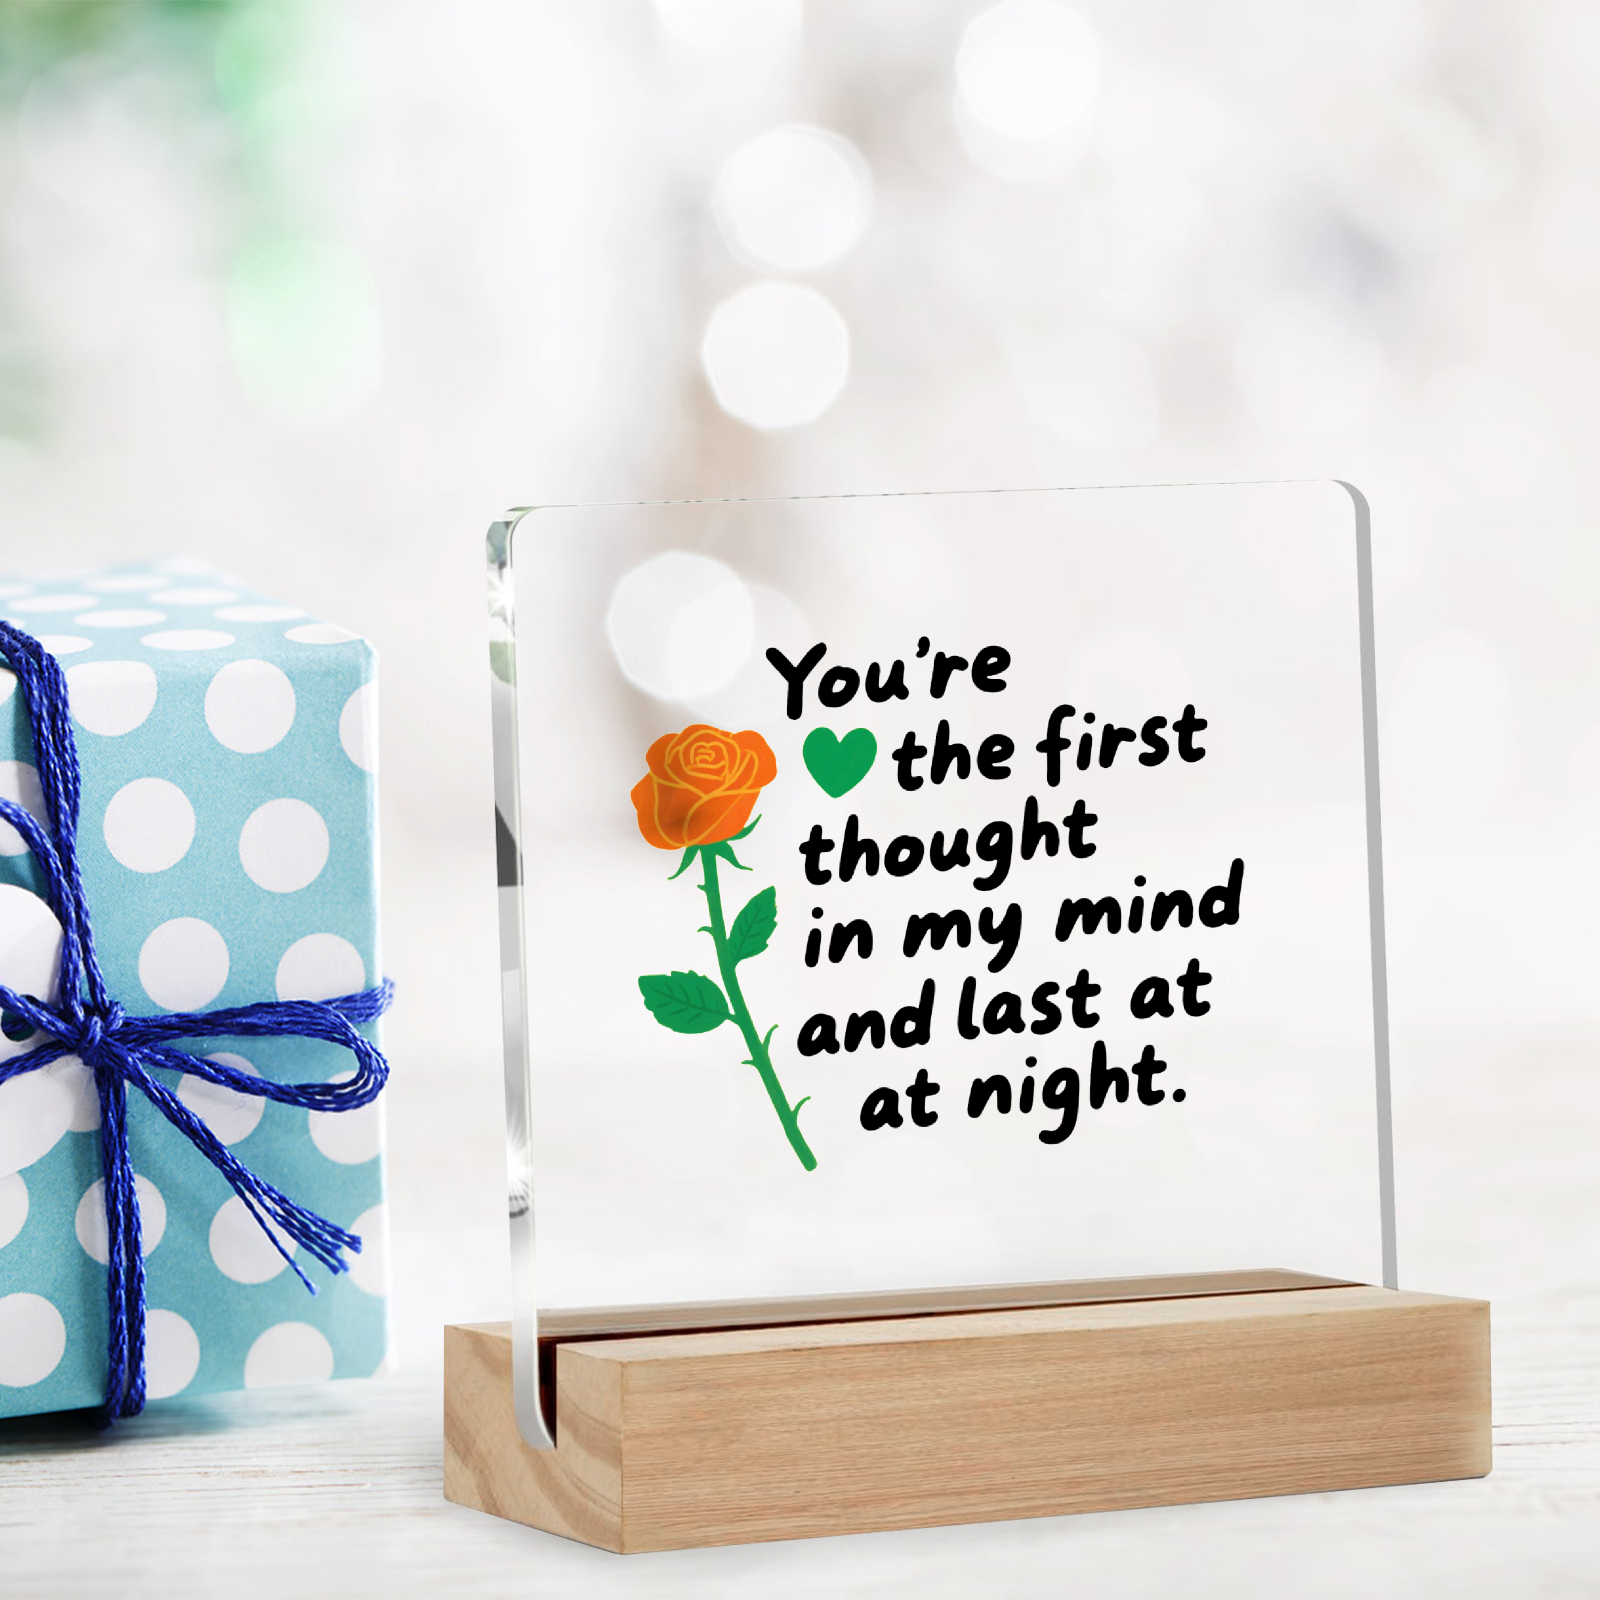 You're
the first
thought
in my mind
and last at
at night.